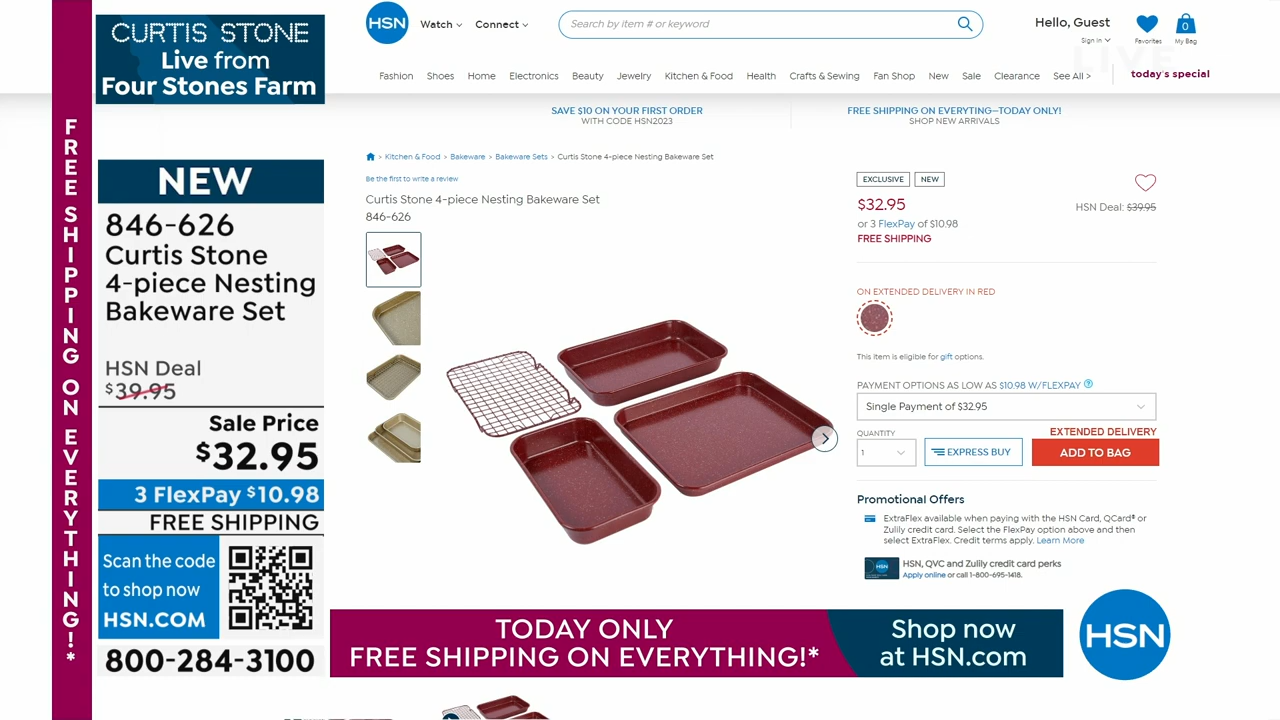 FREE SHIPPING ON EVERYTHING!*
CURTIS STONE
Live from
Four Stones Farm
NEW
846-626
Curtis Stone
4-piece Nesting
Bakeware Set
HSN Deal
$39.95
Sale Price
$32.95
3 FlexPay $10.98
FREE SHIPPING
Scan the code
to shop now
HSN.COM
800-284-3100
HSN
Watch
Connect
Search by item # or keyword
Hello, Guest
Sign In
Favorites
0
My Bag
LIVE
Fashion Shoes Home Electronics Beauty Jewelry Kitchen & Food Health Crafts & Sewing Fan Shop New Sale Clearance See All > today's special
SAVE $10 ON YOUR FIRST ORDER
WITH CODE HSN2023
FREE SHIPPING ON EVERYTING—TODAY ONLY!
SHOP NEW ARRIVALS
> Kitchen & Food > Bakeware > Bakeware Sets > Curtis Stone 4-piece Nesting Bakeware Set
Be the first to write a review
Curtis Stone 4-piece Nesting Bakeware Set
846-626
EXCLUSIVE NEW
$32.95
HSN Deal: $39.95
or 3 FlexPay of $10.98
FREE SHIPPING
ON EXTENDED DELIVERY IN RED
This item is eligible for gift options.
PAYMENT OPTIONS AS LOW AS $10.98 W/FLEXPAY ?
Single Payment of $32.95
QUANTITY
EXTENDED DELIVERY
1
EXPRESS BUY
ADD TO BAG
Promotional Offers
ExtraFlex available when paying with the HSN Card, QCard® or
Zulily credit card. Select the FlexPay option above and then
select ExtraFlex. Credit terms apply. Learn More
HSN
HSN, QVC and Zulily credit card perks
Apply online or call 1-800-695-1418.
TODAY ONLY
FREE SHIPPING ON EVERYTHING!*
Shop now
at HSN.com
HSN